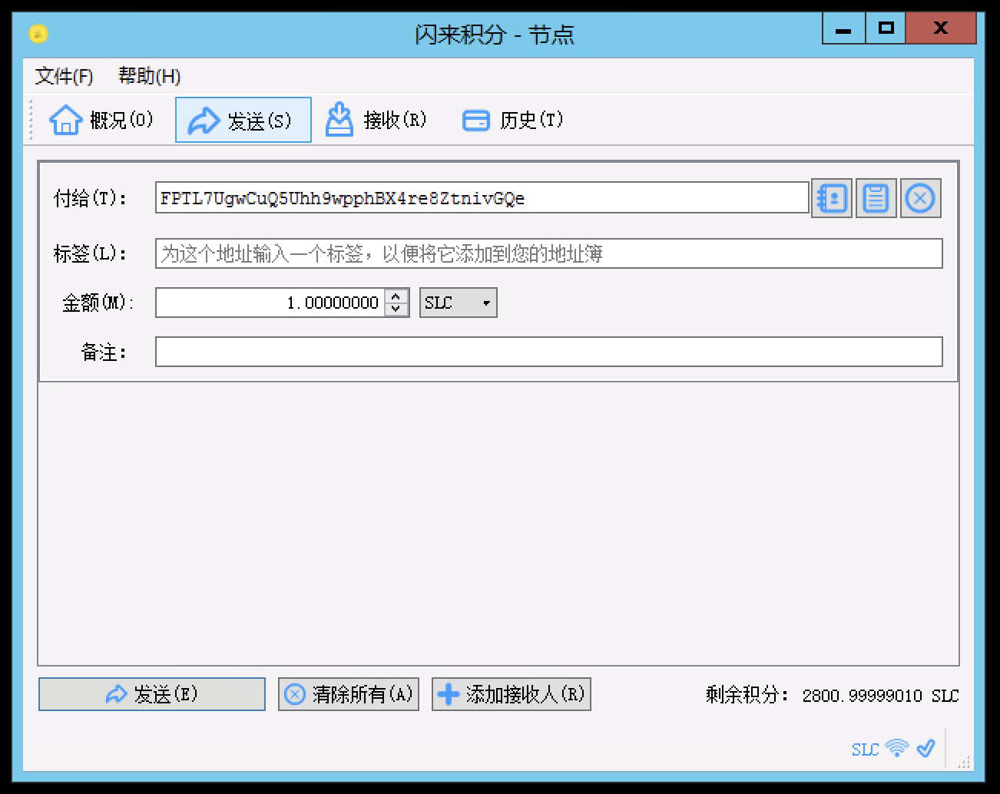 闪来积分 - 节点
文件(F) 帮助(H)
概况(O) 发送(S) 接收(R) 历史(T)
付给(T): FPTL7UgwCuQ5Uhh9wpphBX4re8ZtnivGQe
标签(L): 为这个地址输入一个标签，以便将它添加到您的地址簿
金额(M): 1.00000000 SLC
备注:
发送(E) 清除所有(A) 添加接收人(R) 剩余积分: 2800.99999010 SLC
SLC